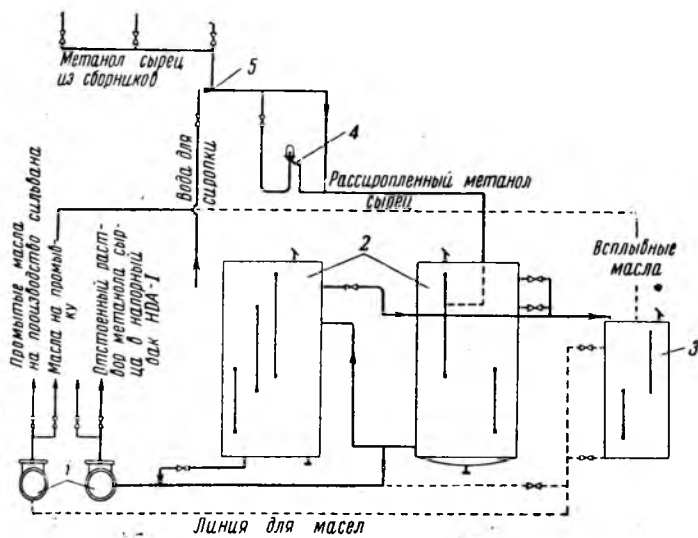 Метанол сырец
из сборников
5
4
Вода для
сиропки
Рассиропленный метанол
сырец
Всплывные
масла
2
3
Промытые масла
на производство сильвана
Масла на промыв-
ку
Отстоенный раст-
вор метанола сыр-
ца в напорный
бак НДА-I
1
Линия для масел